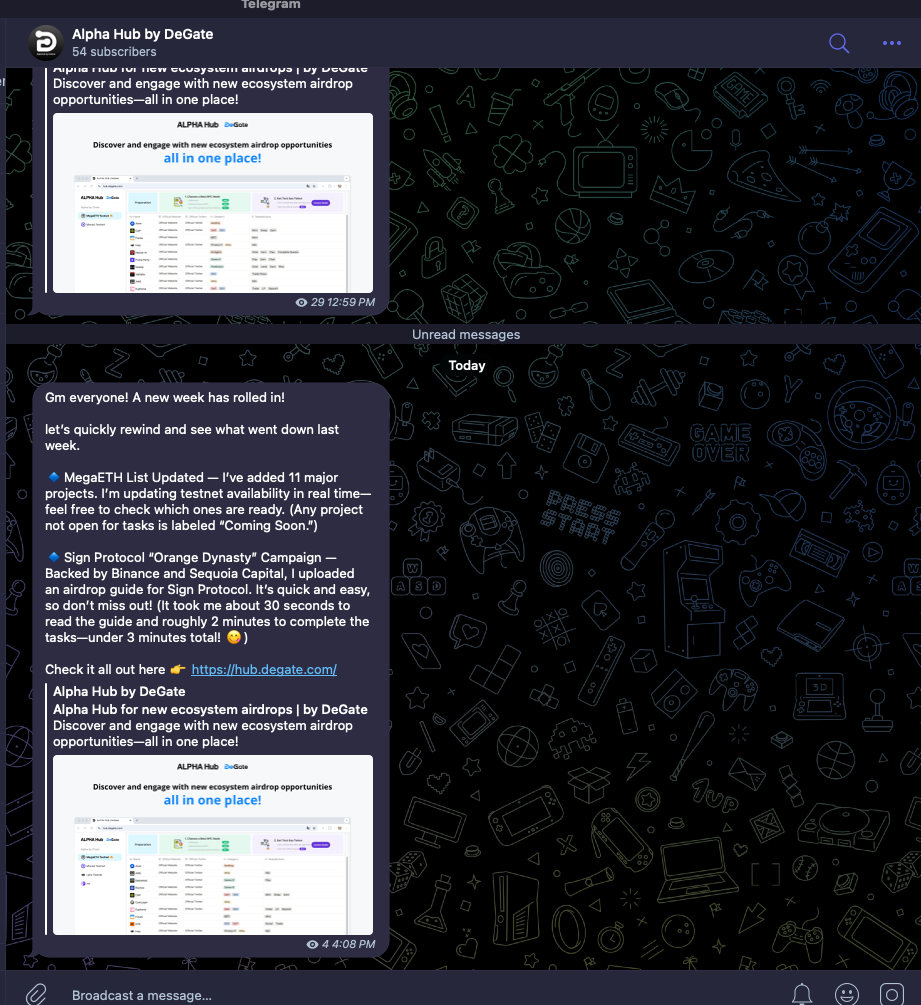 Telegram
Alpha Hub by DeGate
54 subscribers
Alpha Hub for new ecosystem airdrops | by DeGate
Discover and engage with new ecosystem airdrop
opportunities—all in one place!
ALPHA Hub DeGate
Discover and engage with new ecosystem airdrop opportunities
all in one place!
29 12:59 PM
Unread messages
Today
Gm everyone! A new week has rolled in!
let’s quickly rewind and see what went down last
week.
🔹 MegaETH List Updated — I’ve added 11 major
projects. I’m updating testnet availability in real time—
feel free to check which ones are ready. (Any project
not open for tasks is labeled “Coming Soon.”)
🔹 Sign Protocol “Orange Dynasty” Campaign —
Backed by Binance and Sequoia Capital, I uploaded
an airdrop guide for Sign Protocol. It’s quick and easy,
so don’t miss out! (It took me about 30 seconds to
read the guide and roughly 2 minutes to complete the
tasks—under 3 minutes total! 😋 )
Check it all out here 👉 https://hub.degate.com/
Alpha Hub by DeGate
Alpha Hub for new ecosystem airdrops | by DeGate
Discover and engage with new ecosystem airdrop
opportunities—all in one place!
ALPHA Hub DeGate
Discover and engage with new ecosystem airdrop opportunities
all in one place!
4 4:08 PM
GAME
GAME
OVER
PRESS
START
W
A S D
W
A S D
3D
1UP
Broadcast a message...